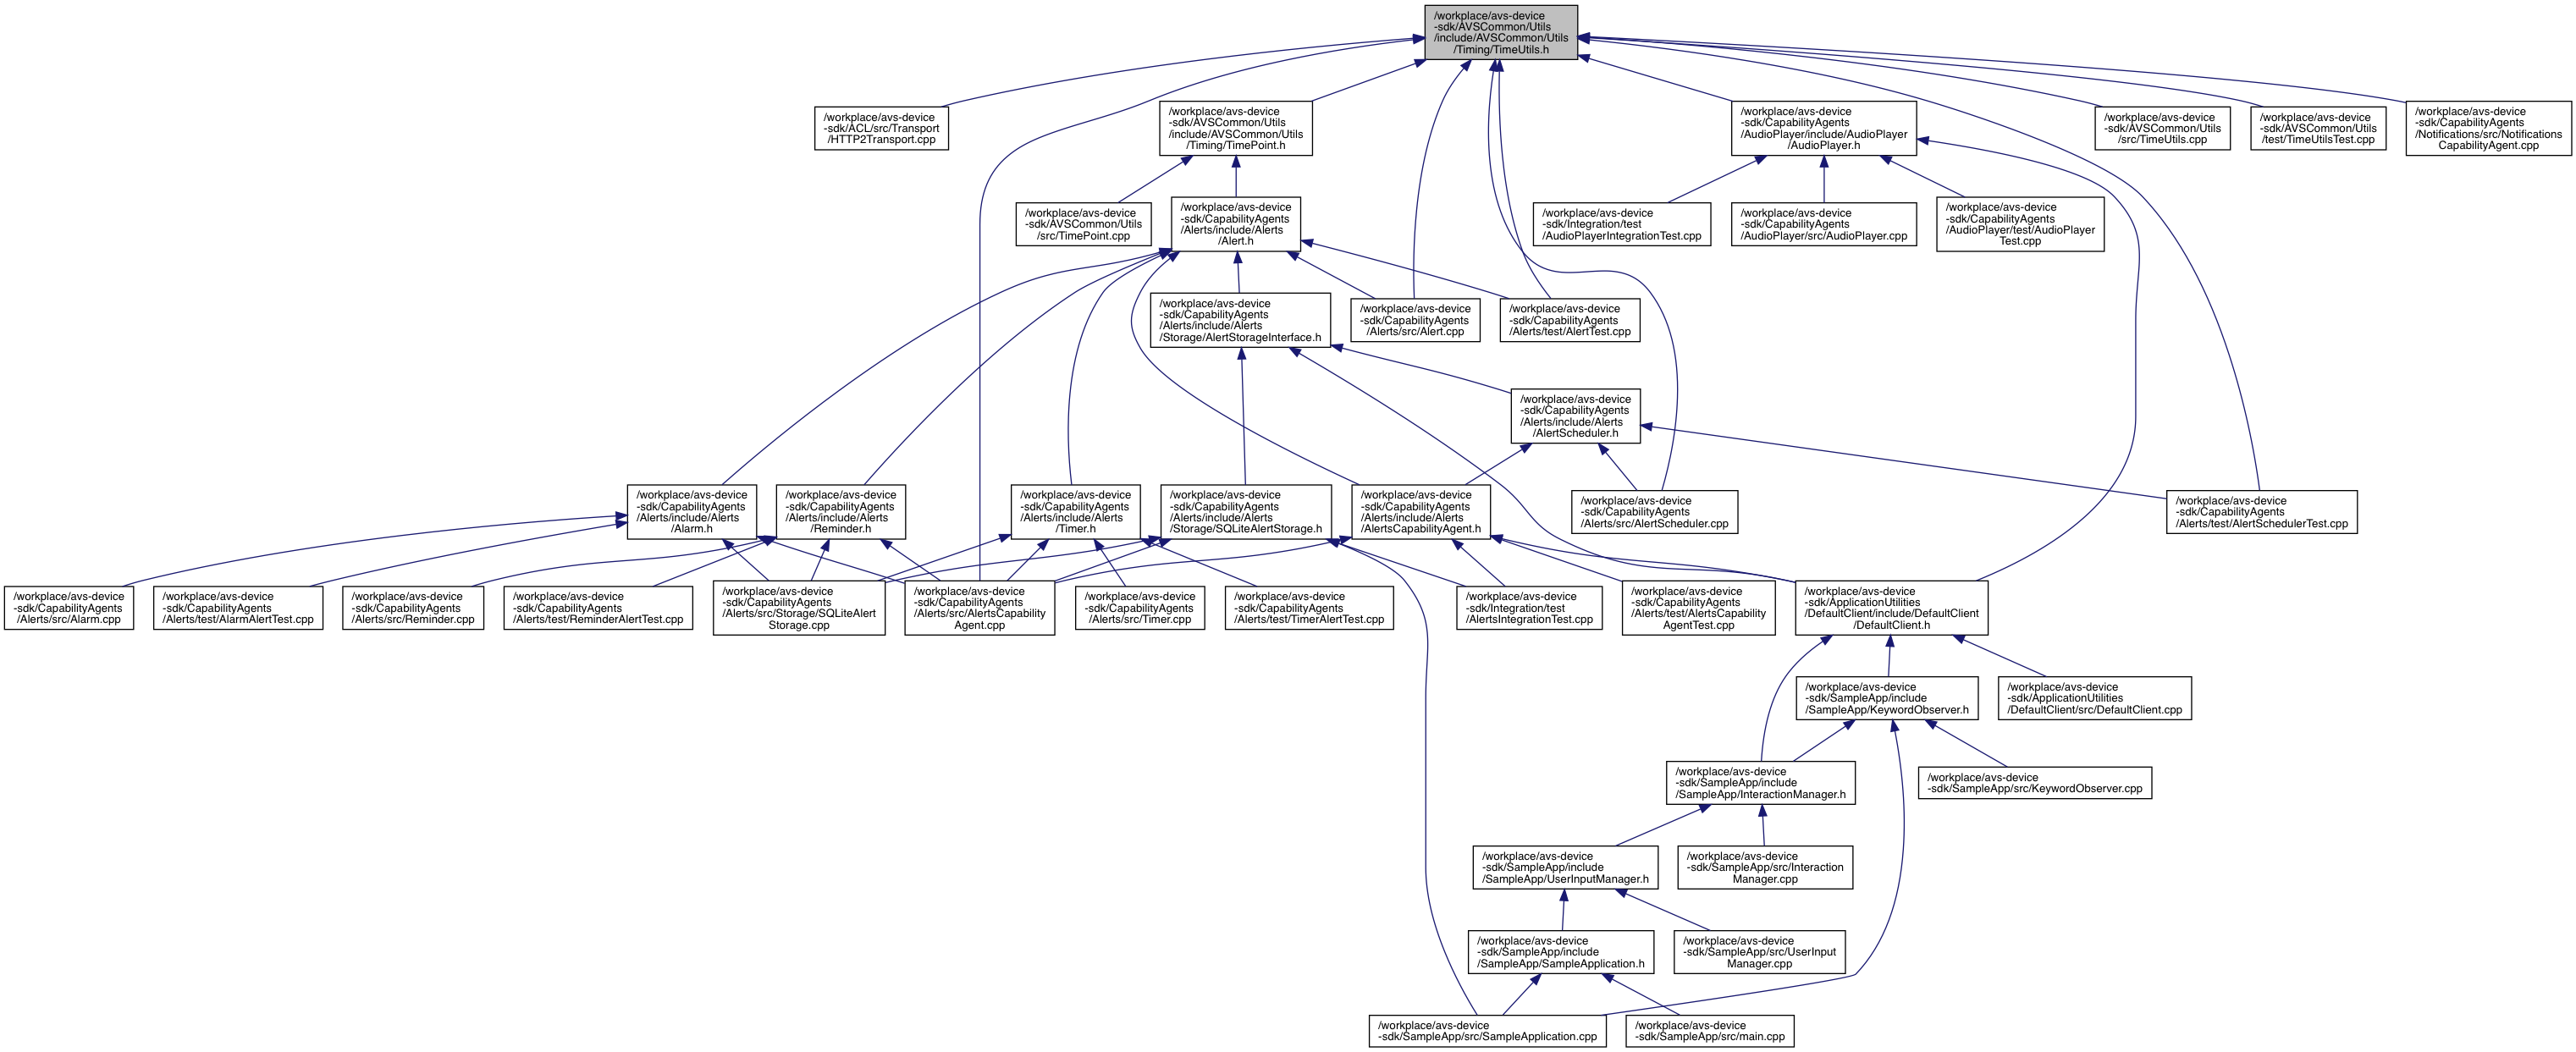 /workplace/avs-device
-sdk/AVSCommon/Utils
/include/AVSCommon/Utils
/Timing/TimeUtils.h
/workplace/avs-device
-sdk/ACL/src/Transport
/HTTP2Transport.cpp
/workplace/avs-device
-sdk/AVSCommon/Utils
/include/AVSCommon/Utils
/Timing/TimePoint.h
/workplace/avs-device
-sdk/CapabilityAgents
/AudioPlayer/include/AudioPlayer
/AudioPlayer.h
/workplace/avs-device
-sdk/AVSCommon/Utils
/src/TimeUtils.cpp
/workplace/avs-device
-sdk/AVSCommon/Utils
/test/TimeUtilsTest.cpp
/workplace/avs-device
-sdk/CapabilityAgents
/Notifications/src/Notifications
CapabilityAgent.cpp
/workplace/avs-device
-sdk/AVSCommon/Utils
/src/TimePoint.cpp
/workplace/avs-device
-sdk/CapabilityAgents
/Alerts/include/Alerts
/Alert.h
/workplace/avs-device
-sdk/Integration/test
/AudioPlayerIntegrationTest.cpp
/workplace/avs-device
-sdk/CapabilityAgents
/AudioPlayer/src/AudioPlayer.cpp
/workplace/avs-device
-sdk/CapabilityAgents
/AudioPlayer/test/AudioPlayer
Test.cpp
/workplace/avs-device
-sdk/CapabilityAgents
/Alerts/include/Alerts
/Storage/AlertStorageInterface.h
/workplace/avs-device
-sdk/CapabilityAgents
/Alerts/src/Alert.cpp
/workplace/avs-device
-sdk/CapabilityAgents
/Alerts/test/AlertTest.cpp
/workplace/avs-device
-sdk/CapabilityAgents
/Alerts/include/Alerts
/AlertScheduler.h
/workplace/avs-device
-sdk/CapabilityAgents
/Alerts/include/Alerts
/Alarm.h
/workplace/avs-device
-sdk/CapabilityAgents
/Alerts/include/Alerts
/Reminder.h
/workplace/avs-device
-sdk/CapabilityAgents
/Alerts/include/Alerts
/Timer.h
/workplace/avs-device
-sdk/CapabilityAgents
/Alerts/include/Alerts
/Storage/SQLiteAlertStorage.h
/workplace/avs-device
-sdk/CapabilityAgents
/Alerts/include/Alerts
/AlertsCapabilityAgent.h
/workplace/avs-device
-sdk/CapabilityAgents
/Alerts/src/AlertScheduler.cpp
/workplace/avs-device
-sdk/CapabilityAgents
/Alerts/test/AlertSchedulerTest.cpp
/workplace/avs-device
-sdk/CapabilityAgents
/Alerts/src/Alarm.cpp
/workplace/avs-device
-sdk/CapabilityAgents
/Alerts/test/AlarmAlertTest.cpp
/workplace/avs-device
-sdk/CapabilityAgents
/Alerts/src/Reminder.cpp
/workplace/avs-device
-sdk/CapabilityAgents
/Alerts/test/ReminderAlertTest.cpp
/workplace/avs-device
-sdk/CapabilityAgents
/Alerts/src/Storage/SQLiteAlert
Storage.cpp
/workplace/avs-device
-sdk/CapabilityAgents
/Alerts/src/AlertsCapability
Agent.cpp
/workplace/avs-device
-sdk/CapabilityAgents
/Alerts/src/Timer.cpp
/workplace/avs-device
-sdk/CapabilityAgents
/Alerts/test/TimerAlertTest.cpp
/workplace/avs-device
-sdk/Integration/test
/AlertsIntegrationTest.cpp
/workplace/avs-device
-sdk/CapabilityAgents
/Alerts/test/AlertsCapability
AgentTest.cpp
/workplace/avs-device
-sdk/ApplicationUtilities
/DefaultClient/include/DefaultClient
/DefaultClient.h
/workplace/avs-device
-sdk/SampleApp/include
/SampleApp/KeywordObserver.h
/workplace/avs-device
-sdk/ApplicationUtilities
/DefaultClient/src/DefaultClient.cpp
/workplace/avs-device
-sdk/SampleApp/include
/SampleApp/InteractionManager.h
/workplace/avs-device
-sdk/SampleApp/src/KeywordObserver.cpp
/workplace/avs-device
-sdk/SampleApp/include
/SampleApp/UserInputManager.h
/workplace/avs-device
-sdk/SampleApp/src/Interaction
Manager.cpp
/workplace/avs-device
-sdk/SampleApp/include
/SampleApp/SampleApplication.h
/workplace/avs-device
-sdk/SampleApp/src/UserInput
Manager.cpp
/workplace/avs-device
-sdk/SampleApp/src/SampleApplication.cpp
/workplace/avs-device
-sdk/SampleApp/src/main.cpp